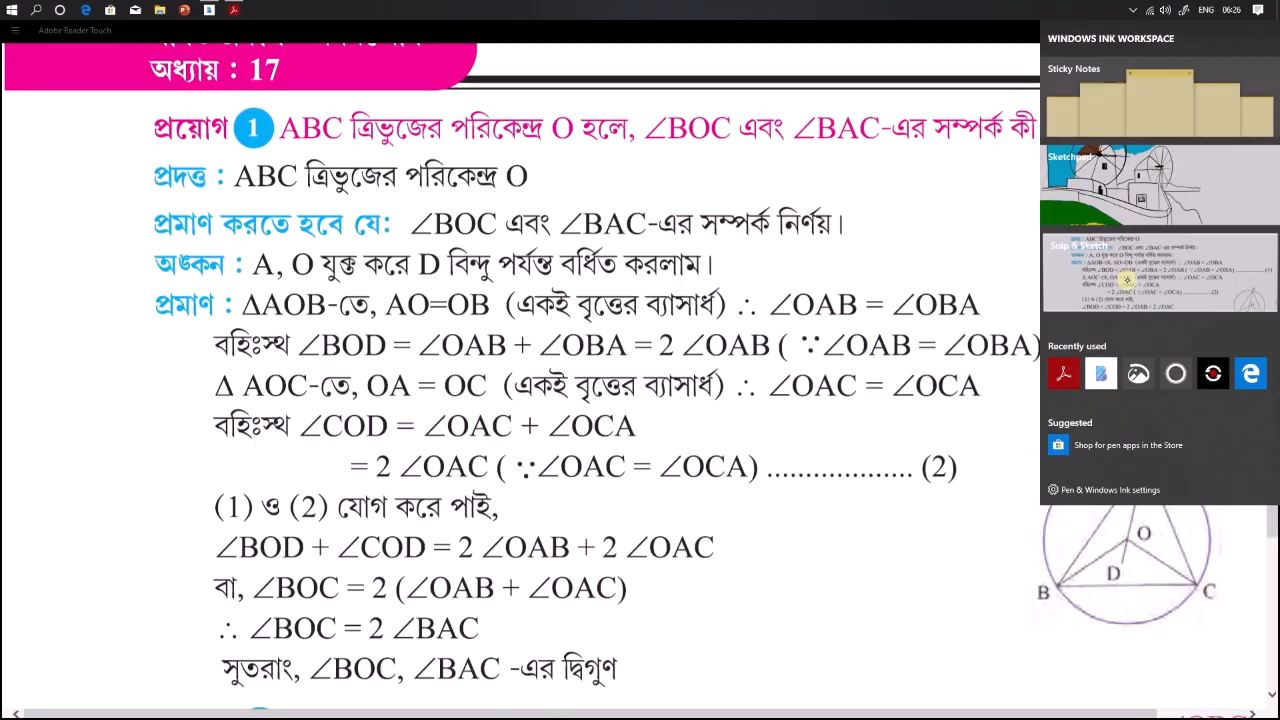 ENG 06:26
Adobe Reader Touch
অধ্যায় : 17
প্রয়োগ 1 ABC ত্রিভুজের পরিকেন্দ্র O হলে, ∠BOC এবং ∠BAC-এর সম্পর্ক কী
প্রদত্ত : ABC ত্রিভুজের পরিকেন্দ্র O
প্রমাণ করতে হবে যে: ∠BOC এবং ∠BAC-এর সম্পর্ক নির্ণয়।
অঙ্কন : A, O যুক্ত করে D বিন্দু পর্যন্ত বর্ধিত করলাম।
প্রমাণ : ΔAOB-তে, AO=OB (একই বৃত্তের ব্যাসার্ধ) ∴ ∠OAB = ∠OBA
বহিঃস্থ ∠BOD = ∠OAB + ∠OBA = 2 ∠OAB ( ∵∠OAB = ∠OBA)
Δ AOC-তে, OA = OC (একই বৃত্তের ব্যাসার্ধ) ∴ ∠OAC = ∠OCA
বহিঃস্থ ∠COD = ∠OAC + ∠OCA
= 2 ∠OAC ( ∵∠OAC = ∠OCA) ................... (2)
(1) ও (2) যোগ করে পাই,
∠BOD + ∠COD = 2 ∠OAB + 2 ∠OAC
বা, ∠BOC = 2 (∠OAB + ∠OAC)
∴ ∠BOC = 2 ∠BAC
সুতরাং, ∠BOC, ∠BAC -এর দ্বিগুণ
O
D
B
C
WINDOWS INK WORKSPACE
Sticky Notes
Sketchpad
Snip & Sketch
Recently used
Suggested
Shop for pen apps in the Store
Pen & Windows Ink settings